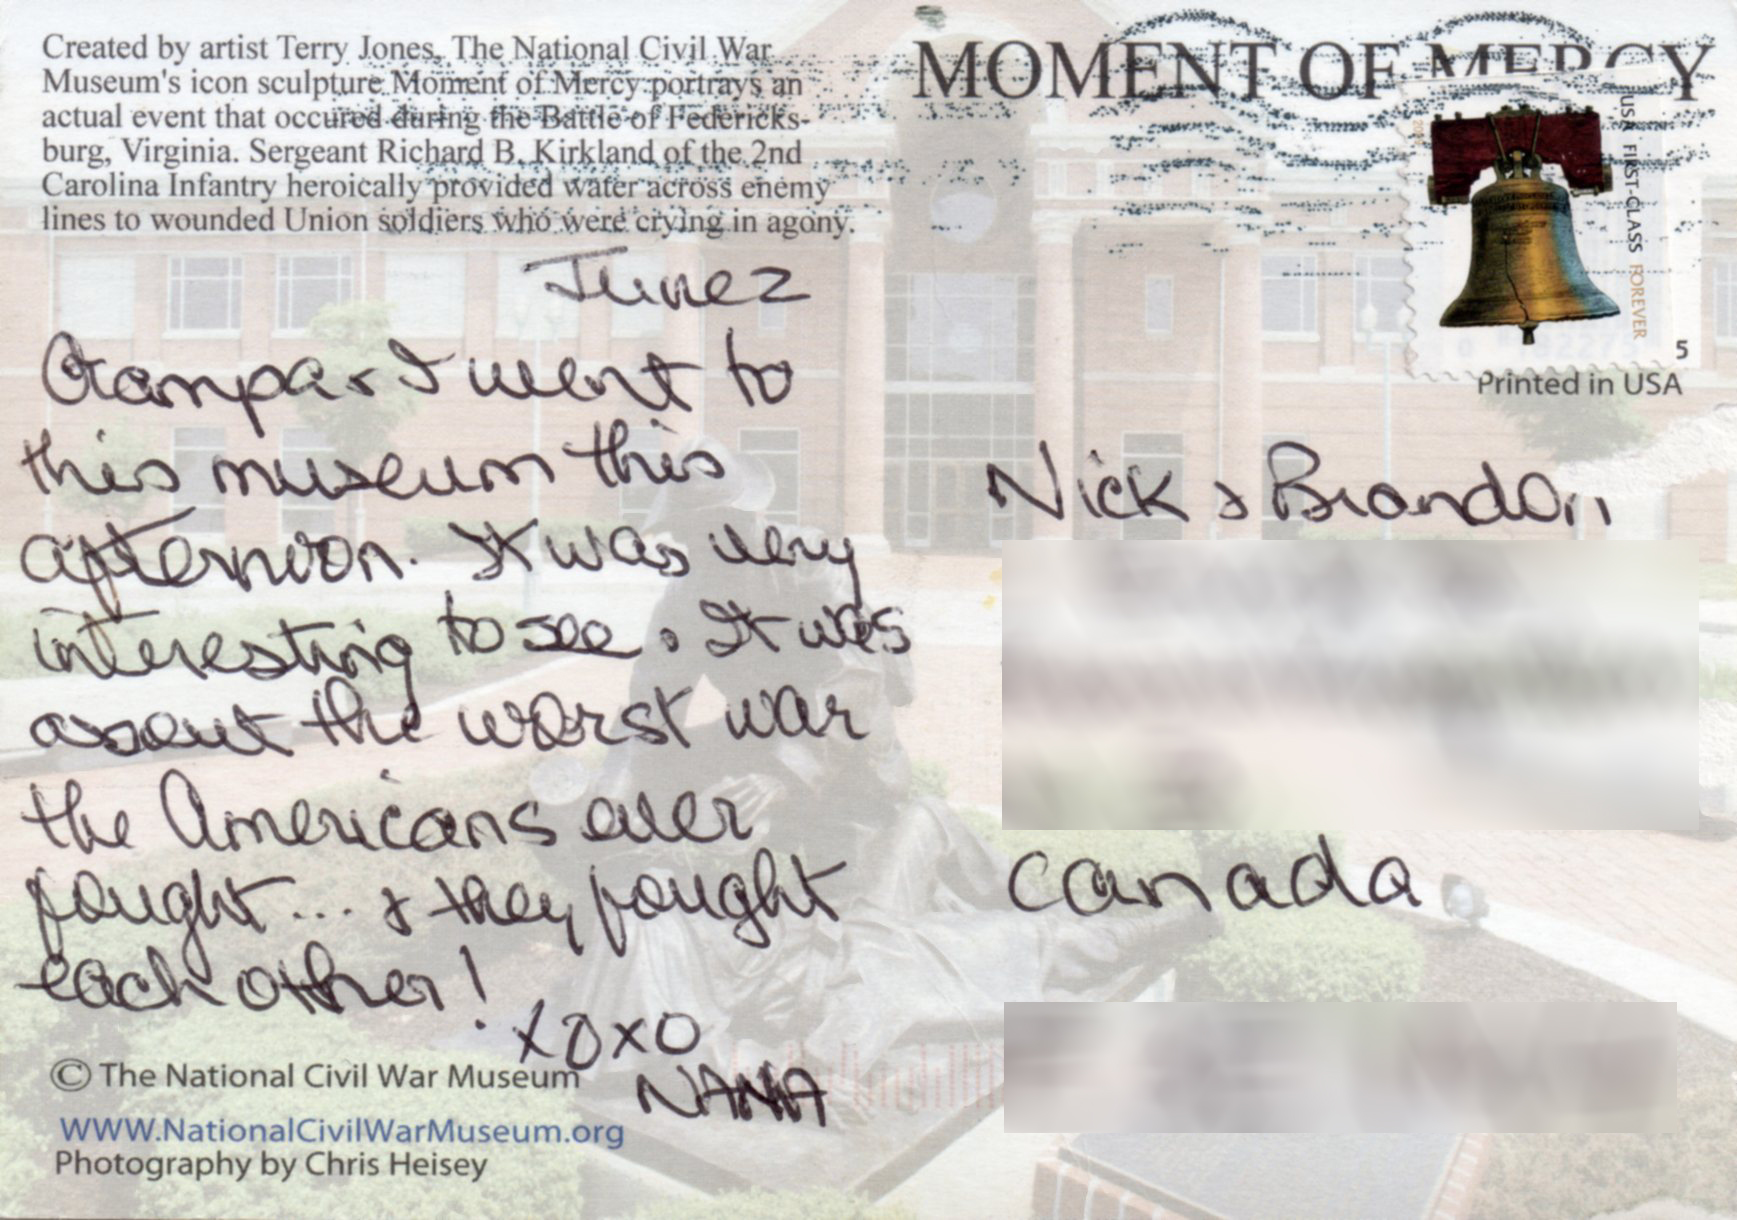 Created by artist Terry Jones, The National Civil War
Museum's icon sculpture Moment of Mercy portrays an
actual event that occured during the Battle of Federicks-
burg, Virginia. Sergeant Richard B. Kirkland of the 2nd
Carolina Infantry heroically provided water across enemy
lines to wounded Union soldiers who were crying in agony.
MOMENT OF MERCY
USA FIRST-CLASS FOREVER
5
Printed in USA
June 2
Grampa & I went to
this museum this
afternoon. It was very
interesting to see. It was
about the worst war
the Americans ever
fought... & they fought
each other!
XOXO
NANA
Nick & Brandon
Canada
© The National Civil War Museum
WWW.NationalCivilWarMuseum.org
Photography by Chris Heisey